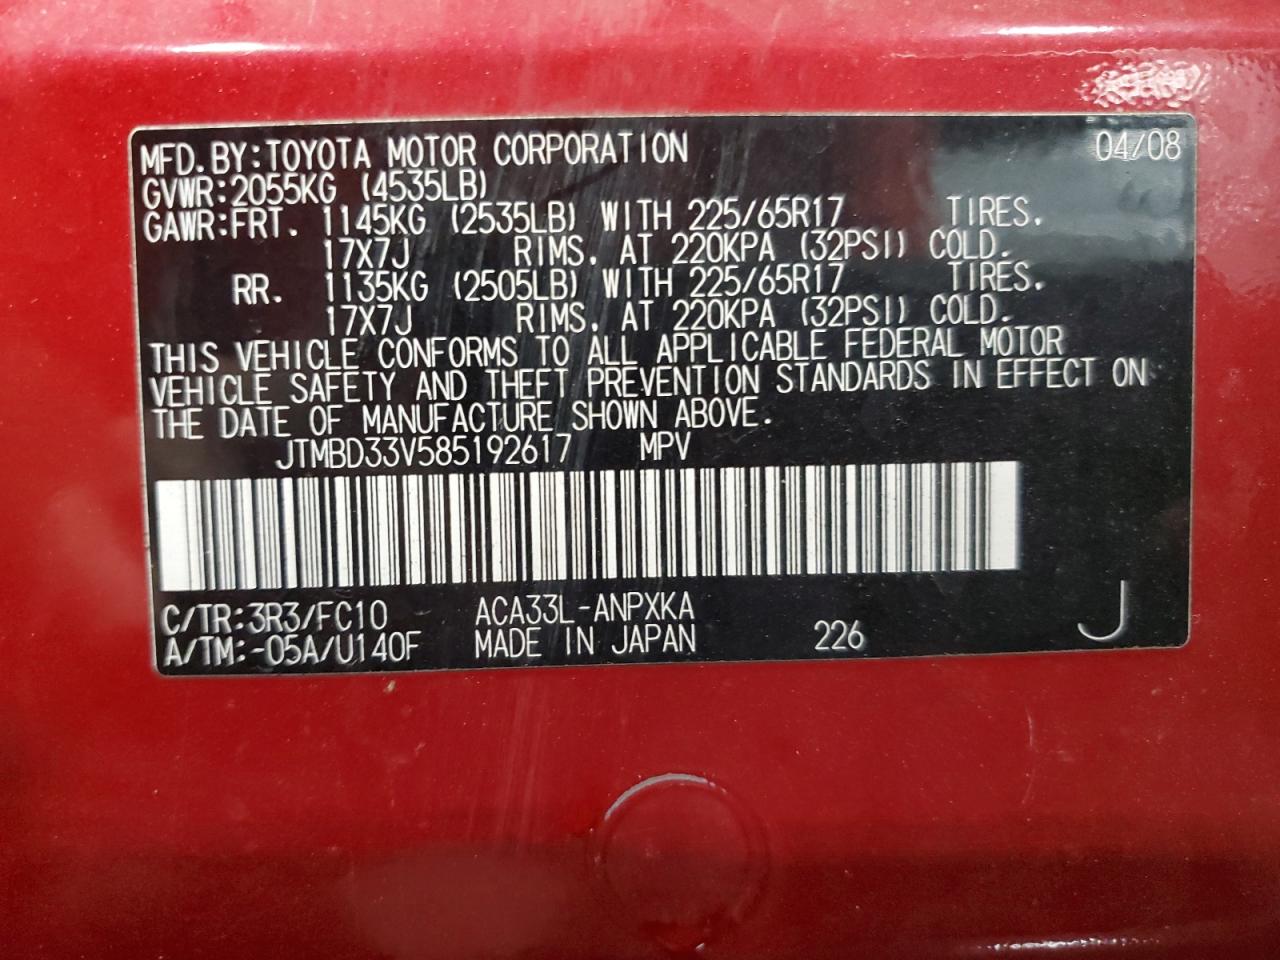 MFD.BY:TOYOTA MOTOR CORPORATION 04/08
GVWR:2055KG (4535LB)
GAWR:FRT. 1145KG (2535LB) WITH 225/65R17 TIRES.
17X7J RIMS. AT 220KPA (32PSI) COLD.
RR. 1135KG (2505LB) WITH 225/65R17 TIRES.
17X7J RIMS. AT 220KPA (32PSI) COLD.
THIS VEHICLE CONFORMS TO ALL APPLICABLE FEDERAL MOTOR
VEHICLE SAFETY AND THEFT PREVENTION STANDARDS IN EFFECT ON
THE DATE OF MANUFACTURE SHOWN ABOVE.
JTMBD33V585192617 MPV
C/TR:3R3/FC10 ACA33L-ANPXKA
A/TM:-05A/U140F MADE IN JAPAN 226 J